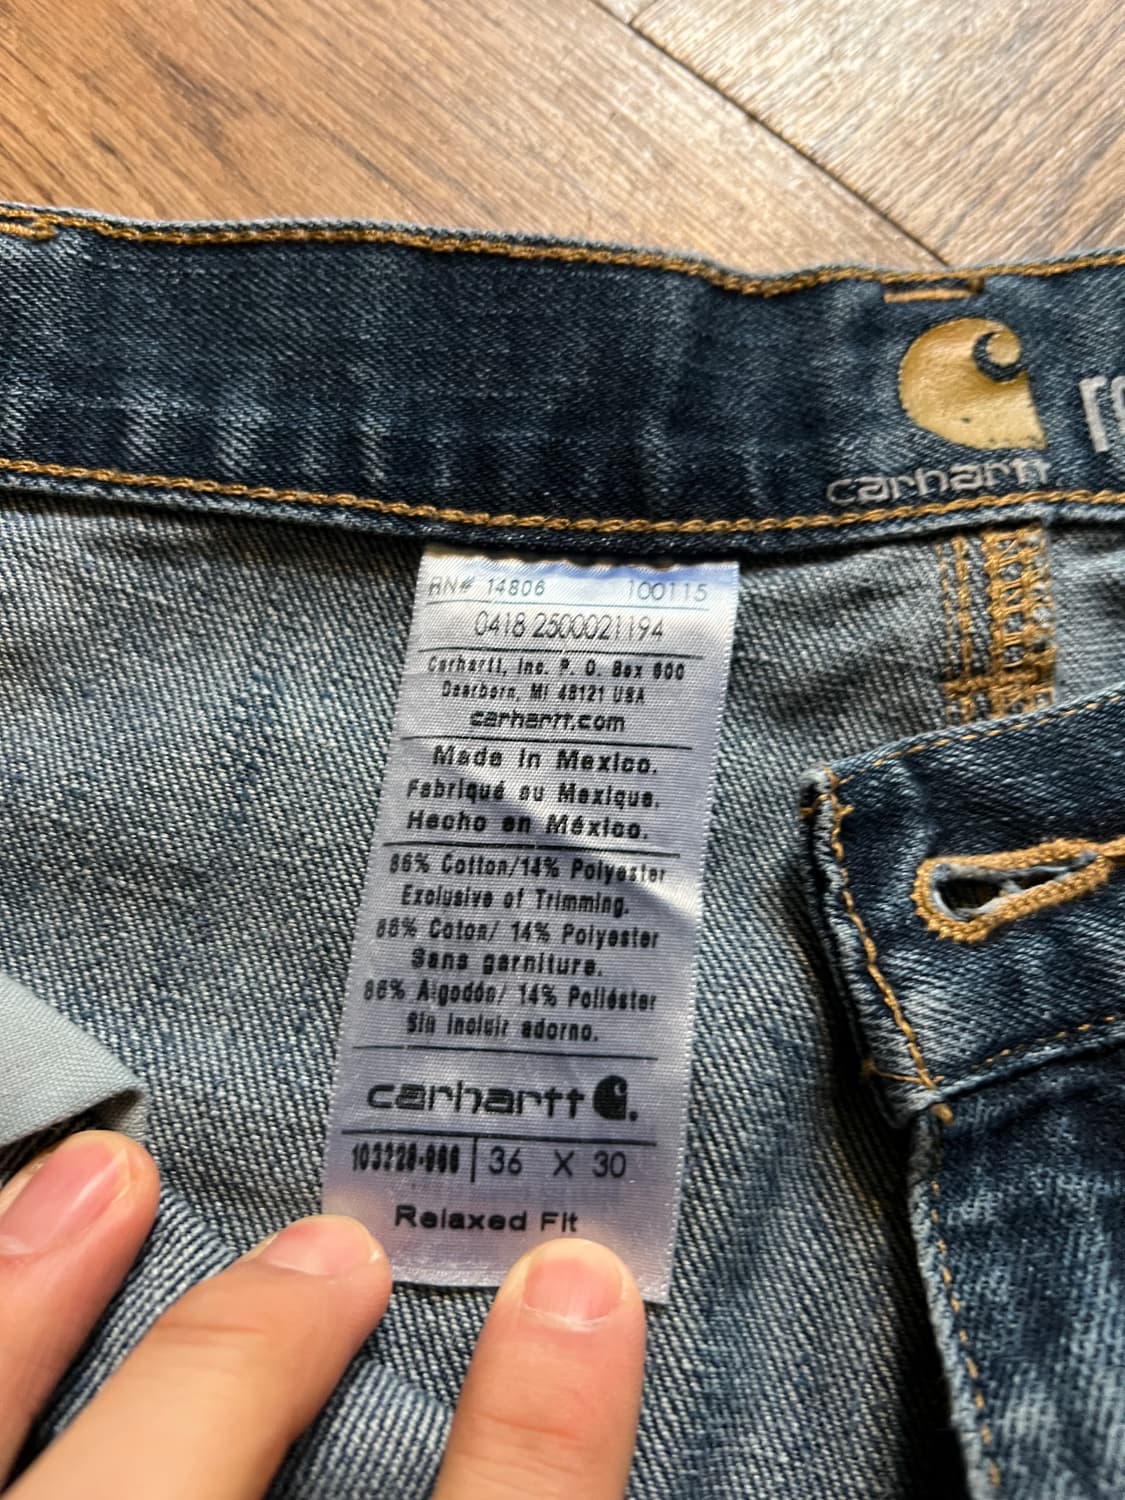 carhartt
RN# 14806 100115
0418 2500021194
Carhartt, Inc. P. O. Box 600
Dearborn, MI 48121 USA
carhartt.com
Made in Mexico.
Fabriqué au Mexique.
Hecho en México.
86% Cotton/14% Polyester
Exclusive of Trimming.
86% Coton/ 14% Polyester
Sans garniture.
86% Algodón/ 14% Poliéster
Sin incluir adorno.
carhartt
36 X 30
Relaxed Fit